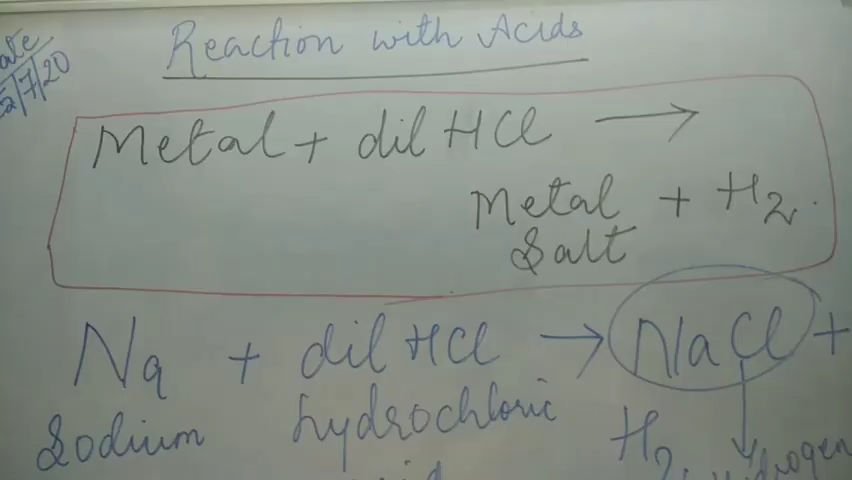 Reaction with Acids
Metal + dil HCl →
Metal + H2.
Salt
Na + dil HCl → NaCl +
Sodium hydrochloric H2